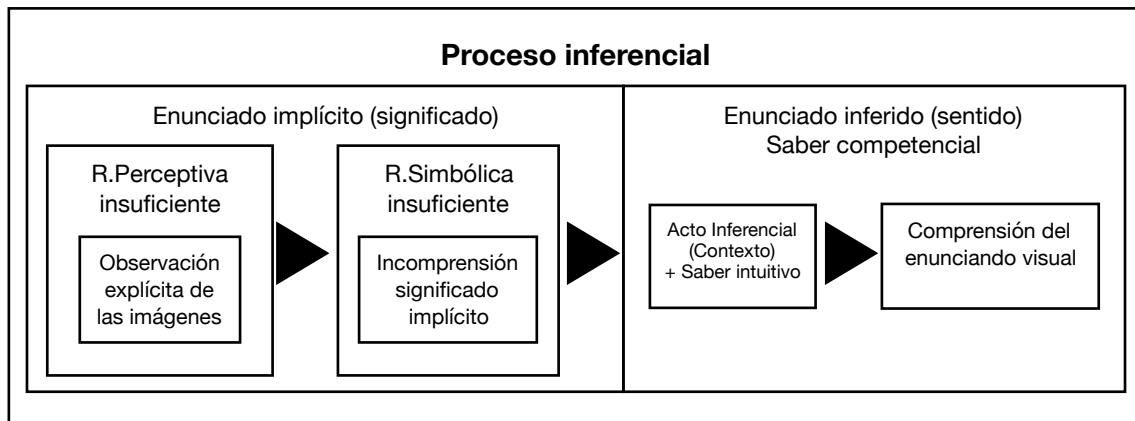 Proceso inferencial
Enunciado implícito (significado)
R.Perceptiva
insuficiente
Observación
explícita de
las imágenes
R.Simbólica
insuficiente
Incomprensión
significado
implícito
Enunciado inferido (sentido)
Saber competencial
Acto Inferencial
(Contexto)
+ Saber intuitivo
Comprensión del
enunciando visual